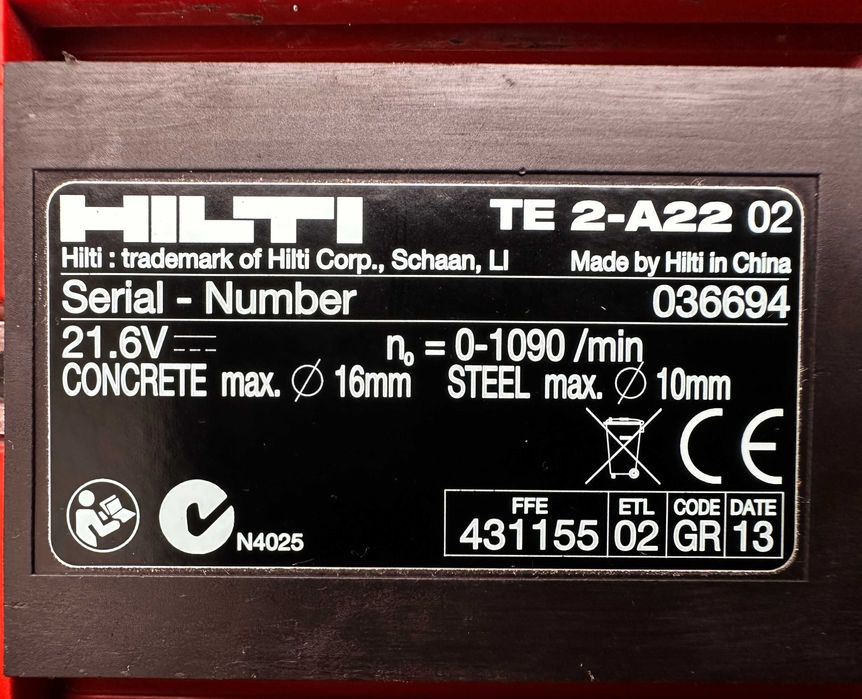 HILTI TE 2-A22 02
Hilti : trademark of Hilti Corp., Schaan, LI Made by Hilti in China
Serial - Number 036694
21.6V n₀ = 0-1090 /min
CONCRETE max. ∅ 16mm STEEL max. ∅ 10mm
CE
FFE ETL CODE DATE
N4025 431155 02 GR 13